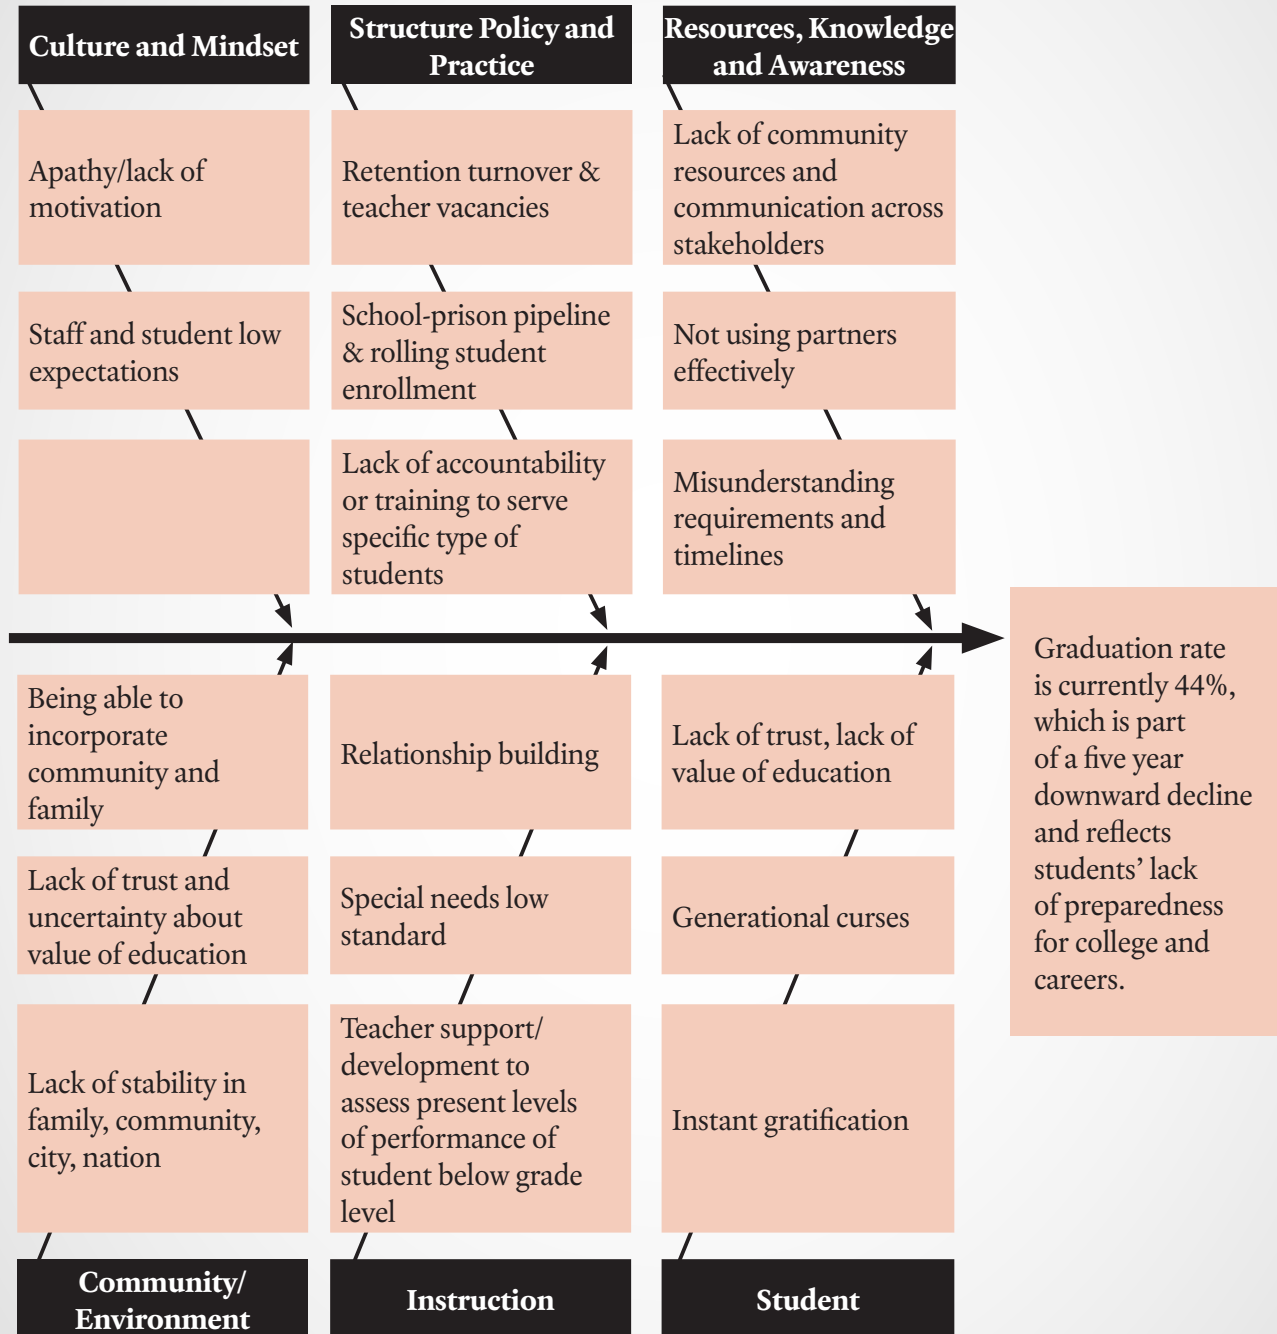 Culture and Mindset
Apathy/lack of
motivation
Staff and student low
expectations
Structure Policy and
Practice
Retention turnover &
teacher vacancies
School-prison pipeline
& rolling student
enrollment
Lack of accountability
or training to serve
specific type of
students
Resources, Knowledge
and Awareness
Lack of community
resources and
communication across
stakeholders
Not using partners
effectively
Misunderstanding
requirements and
timelines
Graduation rate
is currently 44%,
which is part
of a five year
downward decline
and reflects
students’ lack
of preparedness
for college and
careers.
Being able to
incorporate
community and
family
Lack of trust and
uncertainty about
value of education
Lack of stability in
family, community,
city, nation
Community/
Environment
Relationship building
Special needs low
standard
Teacher support/
development to
assess present levels
of performance of
student below grade
level
Instruction
Lack of trust, lack of
value of education
Generational curses
Instant gratification
Student